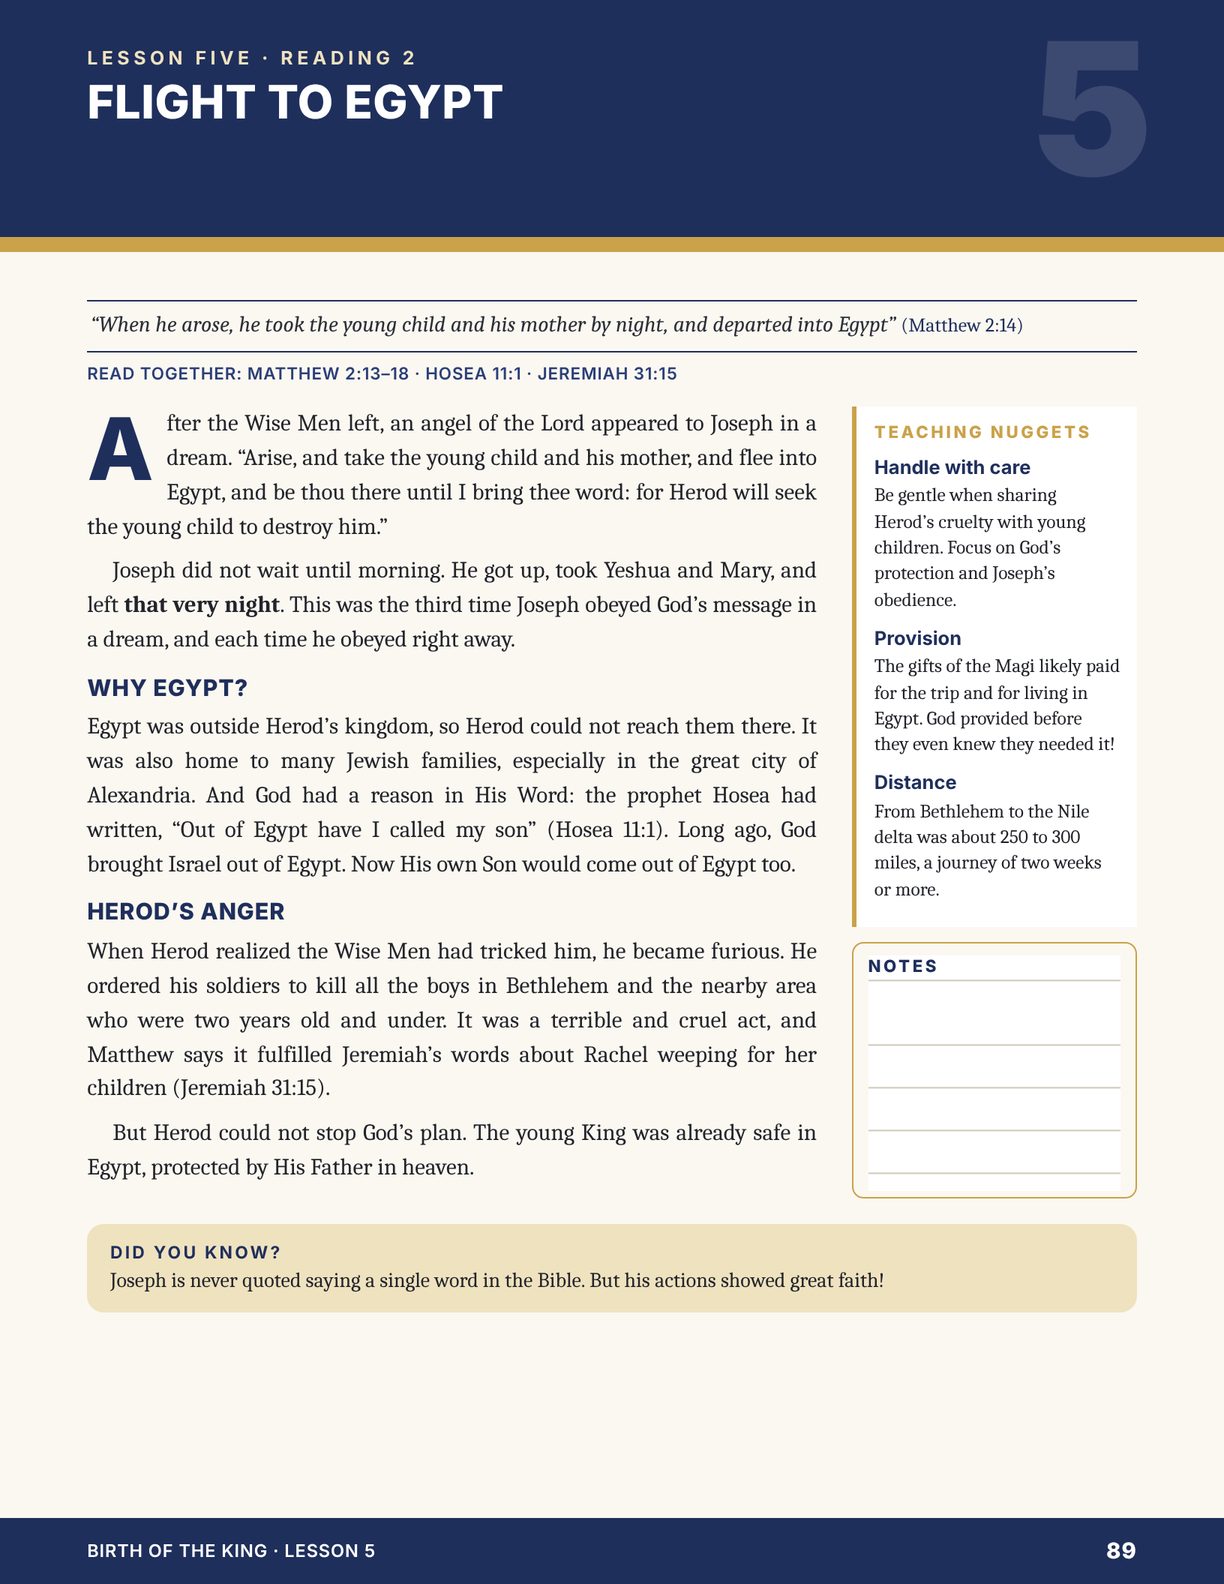 LESSON FIVE · READING 2
FLIGHT TO EGYPT
5
“When he arose, he took the young child and his mother by night, and departed into Egypt” (Matthew 2:14)
READ TOGETHER: MATTHEW 2:13–18 · HOSEA 11:1 · JEREMIAH 31:15
After the Wise Men left, an angel of the Lord appeared to Joseph in a
dream. “Arise, and take the young child and his mother, and flee into
Egypt, and be thou there until I bring thee word: for Herod will seek
the young child to destroy him.”
Joseph did not wait until morning. He got up, took Yeshua and Mary, and
left that very night. This was the third time Joseph obeyed God’s message in
a dream, and each time he obeyed right away.
WHY EGYPT?
Egypt was outside Herod’s kingdom, so Herod could not reach them there. It
was also home to many Jewish families, especially in the great city of
Alexandria. And God had a reason in His Word: the prophet Hosea had
written, “Out of Egypt have I called my son” (Hosea 11:1). Long ago, God
brought Israel out of Egypt. Now His own Son would come out of Egypt too.
HEROD’S ANGER
When Herod realized the Wise Men had tricked him, he became furious. He
ordered his soldiers to kill all the boys in Bethlehem and the nearby area
who were two years old and under. It was a terrible and cruel act, and
Matthew says it fulfilled Jeremiah’s words about Rachel weeping for her
children (Jeremiah 31:15).
But Herod could not stop God’s plan. The young King was already safe in
Egypt, protected by His Father in heaven.
TEACHING NUGGETS
Handle with care
Be gentle when sharing
Herod’s cruelty with young
children. Focus on God’s
protection and Joseph’s
obedience.
Provision
The gifts of the Magi likely paid
for the trip and for living in
Egypt. God provided before
they even knew they needed it!
Distance
From Bethlehem to the Nile
delta was about 250 to 300
miles, a journey of two weeks
or more.
NOTES
DID YOU KNOW?
Joseph is never quoted saying a single word in the Bible. But his actions showed great faith!
BIRTH OF THE KING · LESSON 5
89